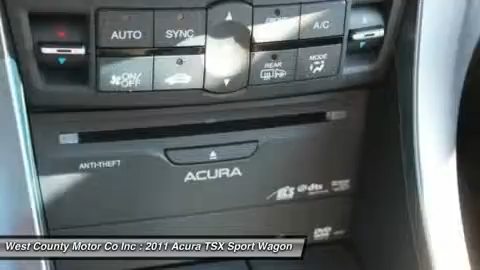 AUTO
SYNC
A/C
ON/OFF
REAR
MODE
ANTI-THEFT
ACURA
dts
West County Motor Co Inc : 2011 Acura TSX Sport Wagon